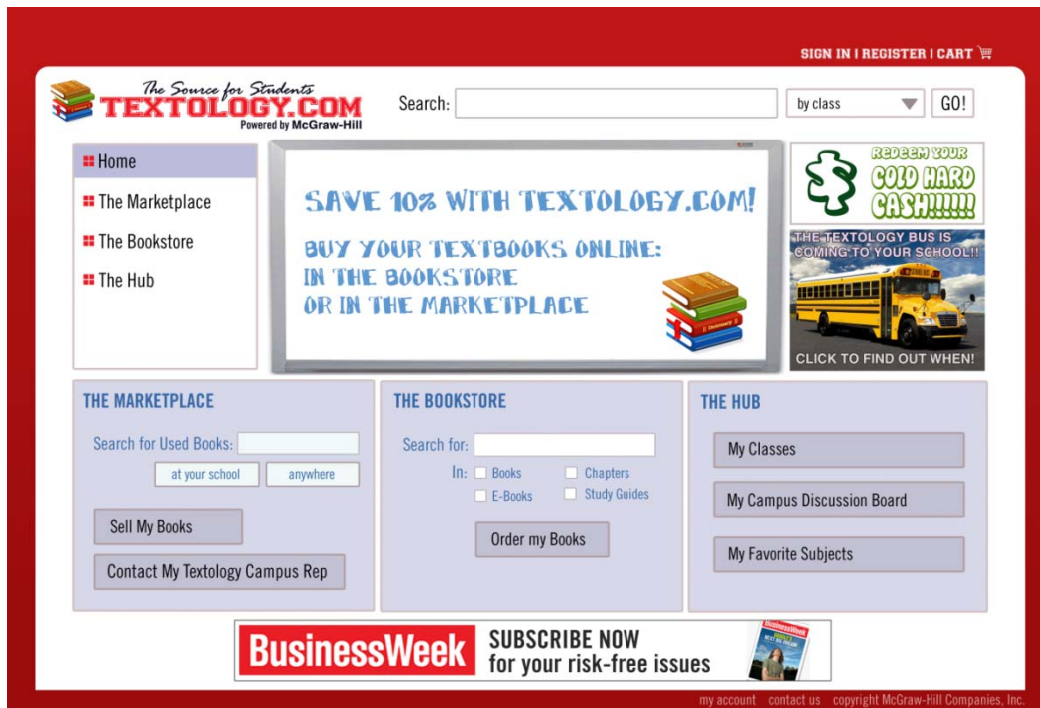 SIGN IN | REGISTER | CART
The Source for Students
TEXTOLOGY.COM
Powered by McGraw-Hill
Search:
by class
GO!
Home
The Marketplace
The Bookstore
The Hub
SAVE 10% WITH TEXTOLOGY.COM!
BUY YOUR TEXTBOOKS ONLINE:
IN THE BOOKSTORE
OR IN THE MARKETPLACE
REDEEM YOUR
COLD HARD
CASH!!!!!!
THE TEXTOLOGY BUS IS
COMING TO YOUR SCHOOL!!
CLICK TO FIND OUT WHEN!
THE MARKETPLACE
Search for Used Books:
at your school
anywhere
Sell My Books
Contact My Textology Campus Rep
THE BOOKSTORE
Search for:
In: Books Chapters
E-Books Study Guides
Order my Books
THE HUB
My Classes
My Campus Discussion Board
My Favorite Subjects
BusinessWeek
SUBSCRIBE NOW
for your risk-free issues
BusinessWeek
my account contact us copyright McGraw-Hill Companies, Inc.